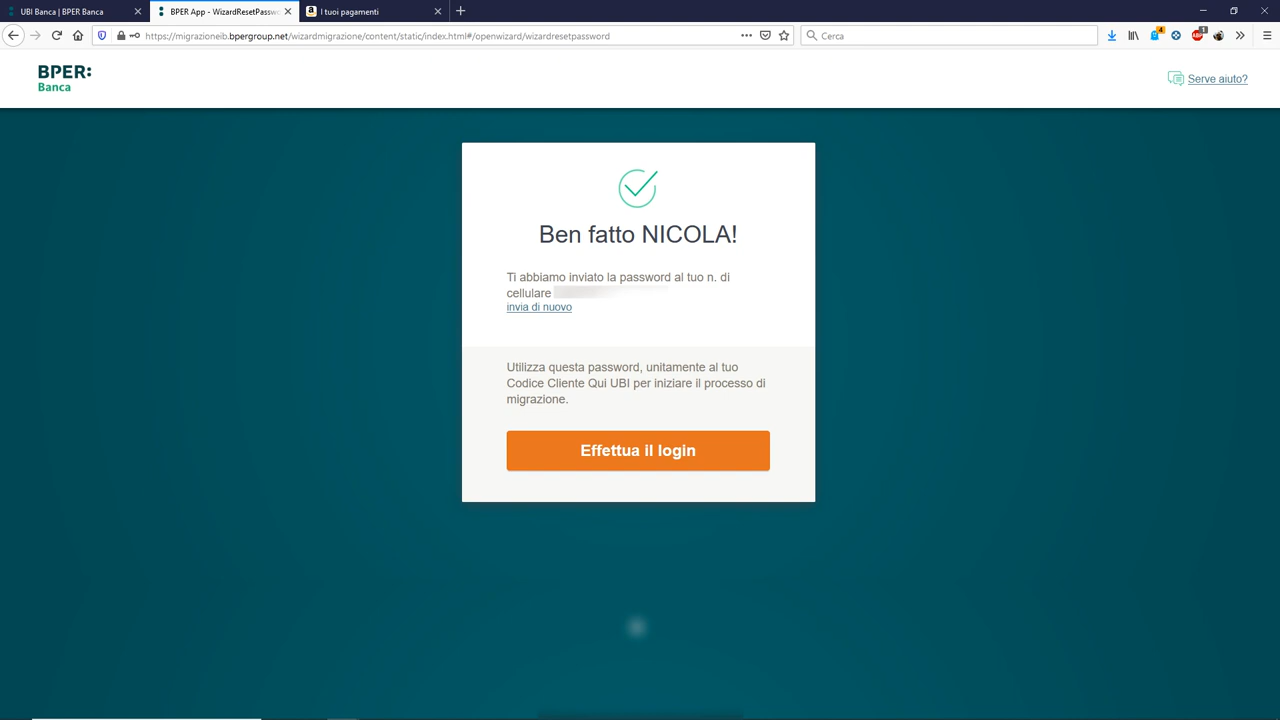 UBI Banca | BPER Banca
BPER App - WizardResetPassw
I tuoi pagamenti
https://migrazioneib.bpergroup.net/wizardmigrazione/content/static/index.html#/openwizard/wizardresetpassword
Cerca
BPER:
Banca
Serve aiuto?
Ben fatto NICOLA!
Ti abbiamo inviato la password al tuo n. di
cellulare
invia di nuovo
Utilizza questa password, unitamente al tuo
Codice Cliente Qui UBI per iniziare il processo di
migrazione.
Effettua il login